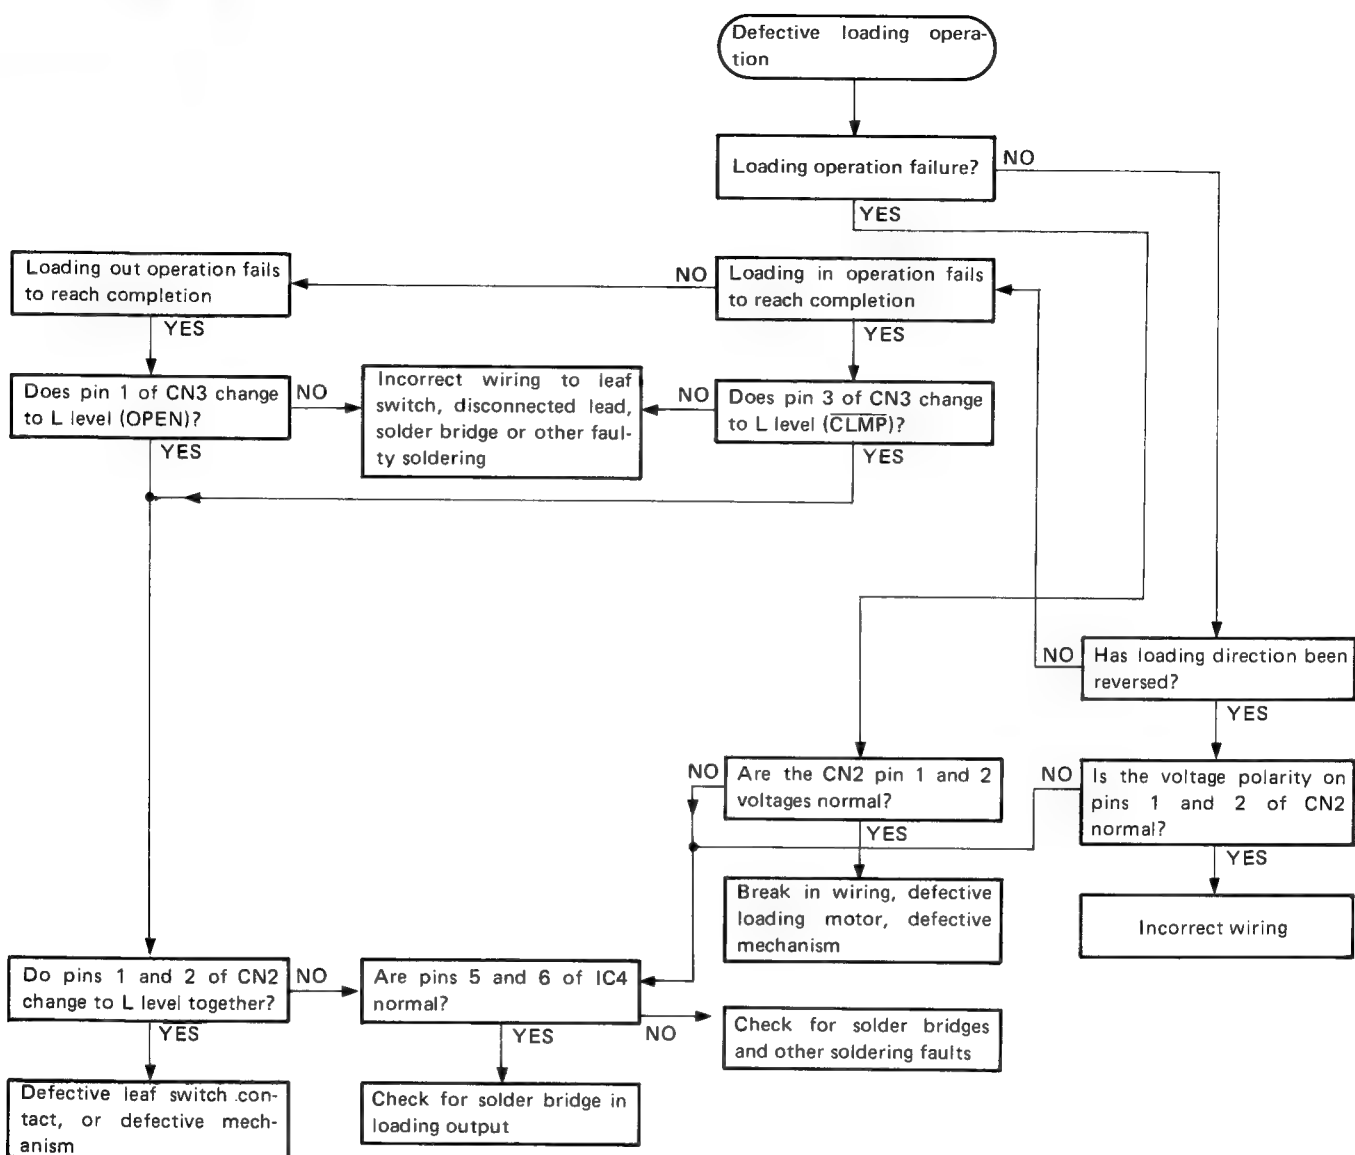 Defective loading opera-
tion
Loading operation failure?
NO
YES
Loading out operation fails
to reach completion
NO
Loading in operation fails
to reach completion
YES
YES
Does pin 1 of CN3 change
to L level (OPEN)?
NO
Incorrect wiring to leaf
switch, disconnected lead,
solder bridge or other faul-
ty soldering
NO
Does pin 3 of CN3 change
to L level (C̅L̅M̅P̅)?
YES
YES
NO
Has loading direction been
reversed?
YES
NO
Are the CN2 pin 1 and 2
voltages normal?
NO
Is the voltage polarity on
pins 1 and 2 of CN2
normal?
YES
YES
Break in wiring, defective
loading motor, defective
mechanism
Incorrect wiring
Do pins 1 and 2 of CN2
change to L level together?
NO
Are pins 5 and 6 of IC4
normal?
YES
YES
NO
Check for solder bridges
and other soldering faults
Defective leaf switch con-
tact, or defective mech-
anism
Check for solder bridge in
loading output